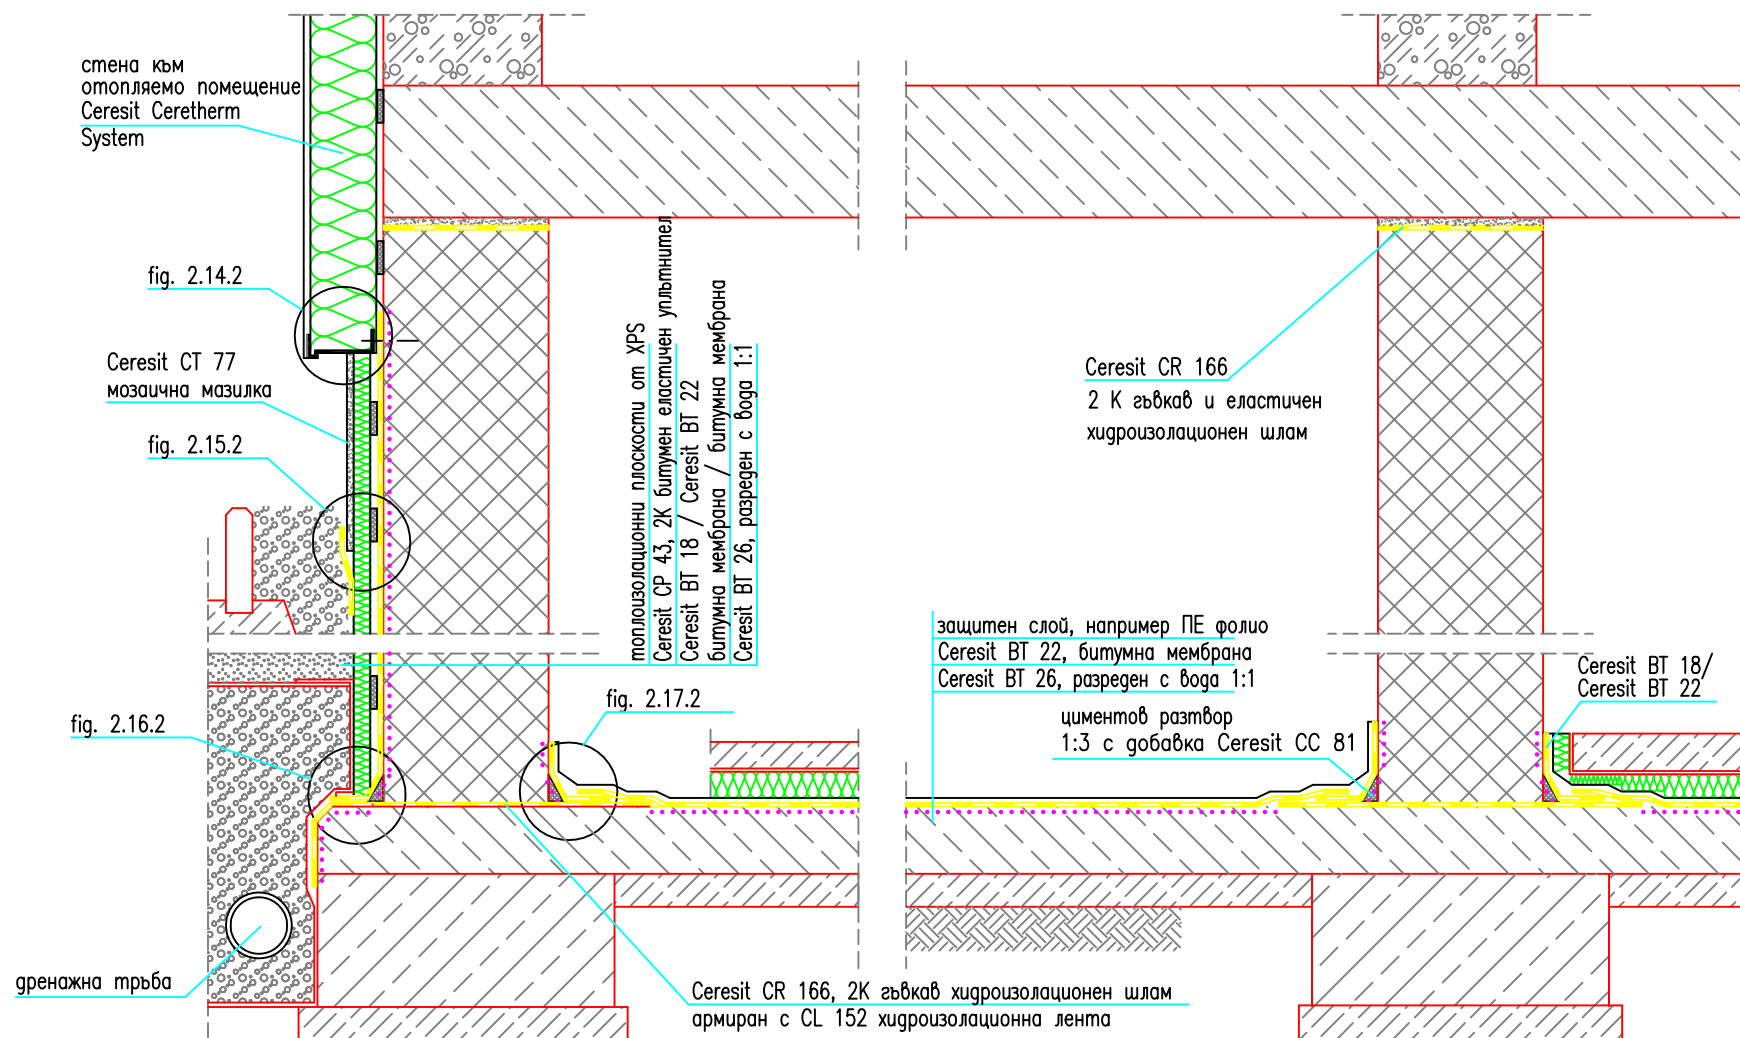 стена към
отопляемо помещение
Ceresit Ceretherm
System
fig. 2.14.2
Ceresit CT 77
мозаична мазилка
fig. 2.15.2
топлоизолационни плоскости от XPS
Ceresit CP 43, 2К битумен еластичен уплътнител
Ceresit BT 18 / Ceresit BT 22
битумна мембрана / битумна мембрана
Ceresit BT 26, разреден с вода 1:1
Ceresit CR 166
2 К гъвкав и еластичен
хидроизолационен шлам
защитен слой, например ПЕ фолио
Ceresit BT 22, битумна мембрана
Ceresit BT 26, разреден с вода 1:1
циментов разтвор
1:3 с добавка Ceresit CC 81
Ceresit BT 18/
Ceresit BT 22
fig. 2.16.2
fig. 2.17.2
дренажна тръба
Ceresit CR 166, 2К гъвкав хидроизолационен шлам
армиран с CL 152 хидроизолационна лента